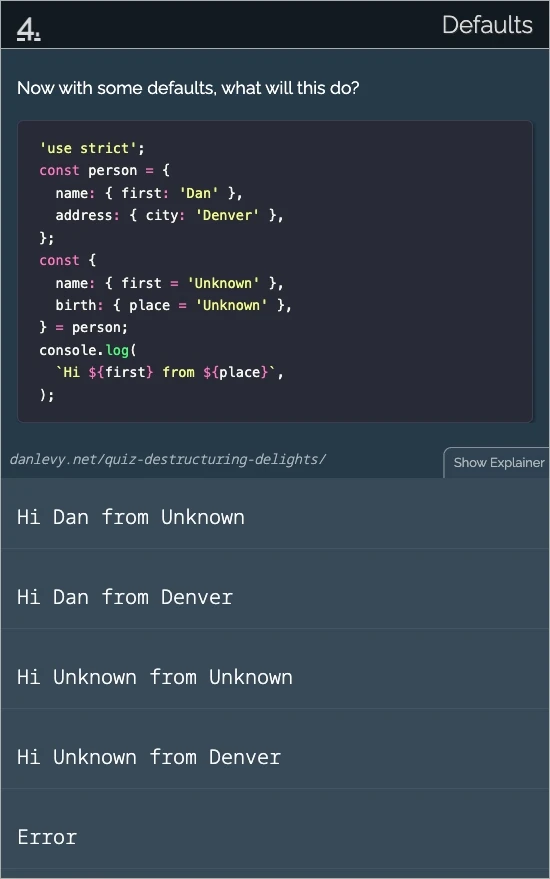 4.
Defaults
Now with some defaults, what will this do?
'use strict';
const person = {
  name: { first: 'Dan' },
  address: { city: 'Denver' },
};
const {
  name: { first = 'Unknown' },
  birth: { place = 'Unknown' },
} = person;
console.log(
  `Hi ${first} from ${place}`,
);
danlevy.net/quiz-destructuring-delights/
Show Explainer
Hi Dan from Unknown
Hi Dan from Denver
Hi Unknown from Unknown
Hi Unknown from Denver
Error